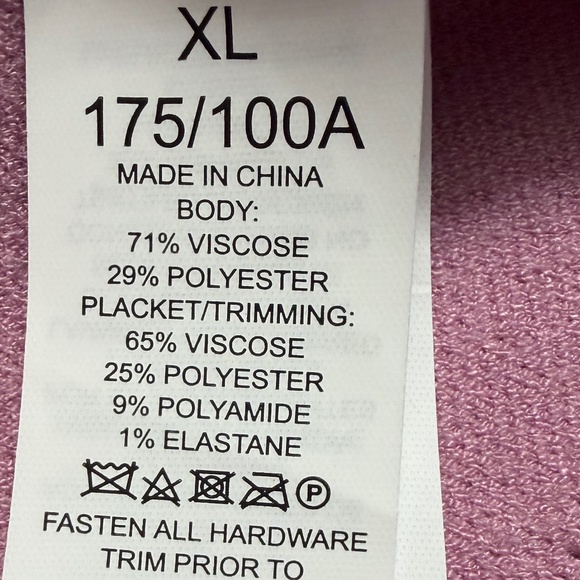 XL
175/100A
MADE IN CHINA
BODY:
71% VISCOSE
29% POLYESTER
PLACKET/TRIMMING:
65% VISCOSE
25% POLYESTER
9% POLYAMIDE
1% ELASTANE
P
FASTEN ALL HARDWARE
TRIM PRIOR TO